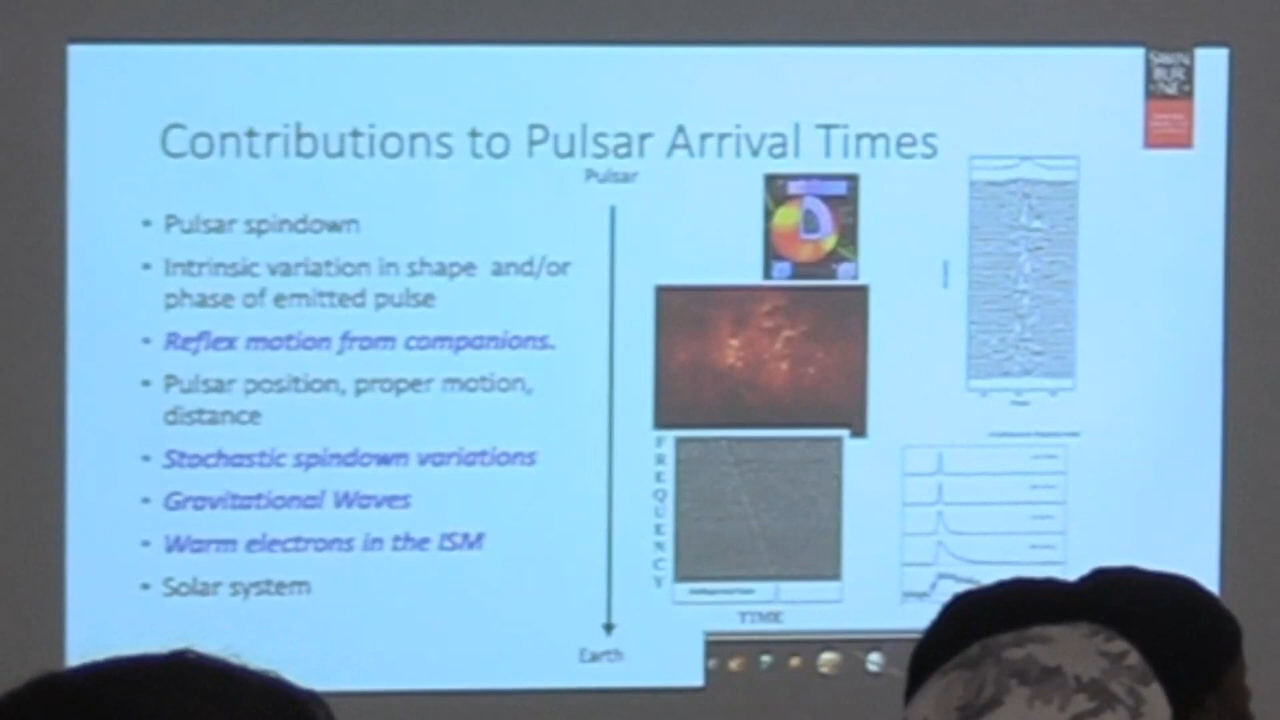 SWIN
BUR
NE
Contributions to Pulsar Arrival Times
Pulsar
• Pulsar spindown
• Intrinsic variation in shape and/or
phase of emitted pulse
• Reflex motion from companions.
• Pulsar position, proper motion,
distance
• Stochastic spindown variations
• Gravitational Waves
• Warm electrons in the ISM
• Solar system
FREQUENCY
TIME
Earth